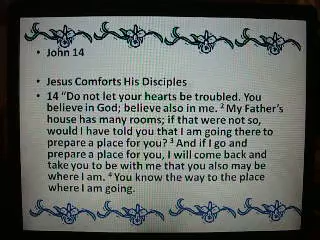 • John 14
• Jesus Comforts His Disciples
• 14 “Do not let your hearts be troubled. You
believe in God; believe also in me. ² My Father’s
house has many rooms; if that were not so,
would I have told you that I am going there to
prepare a place for you? ³ And if I go and
prepare a place for you, I will come back and
take you to be with me that you also may be
where I am. ⁴ You know the way to the place
where I am going.